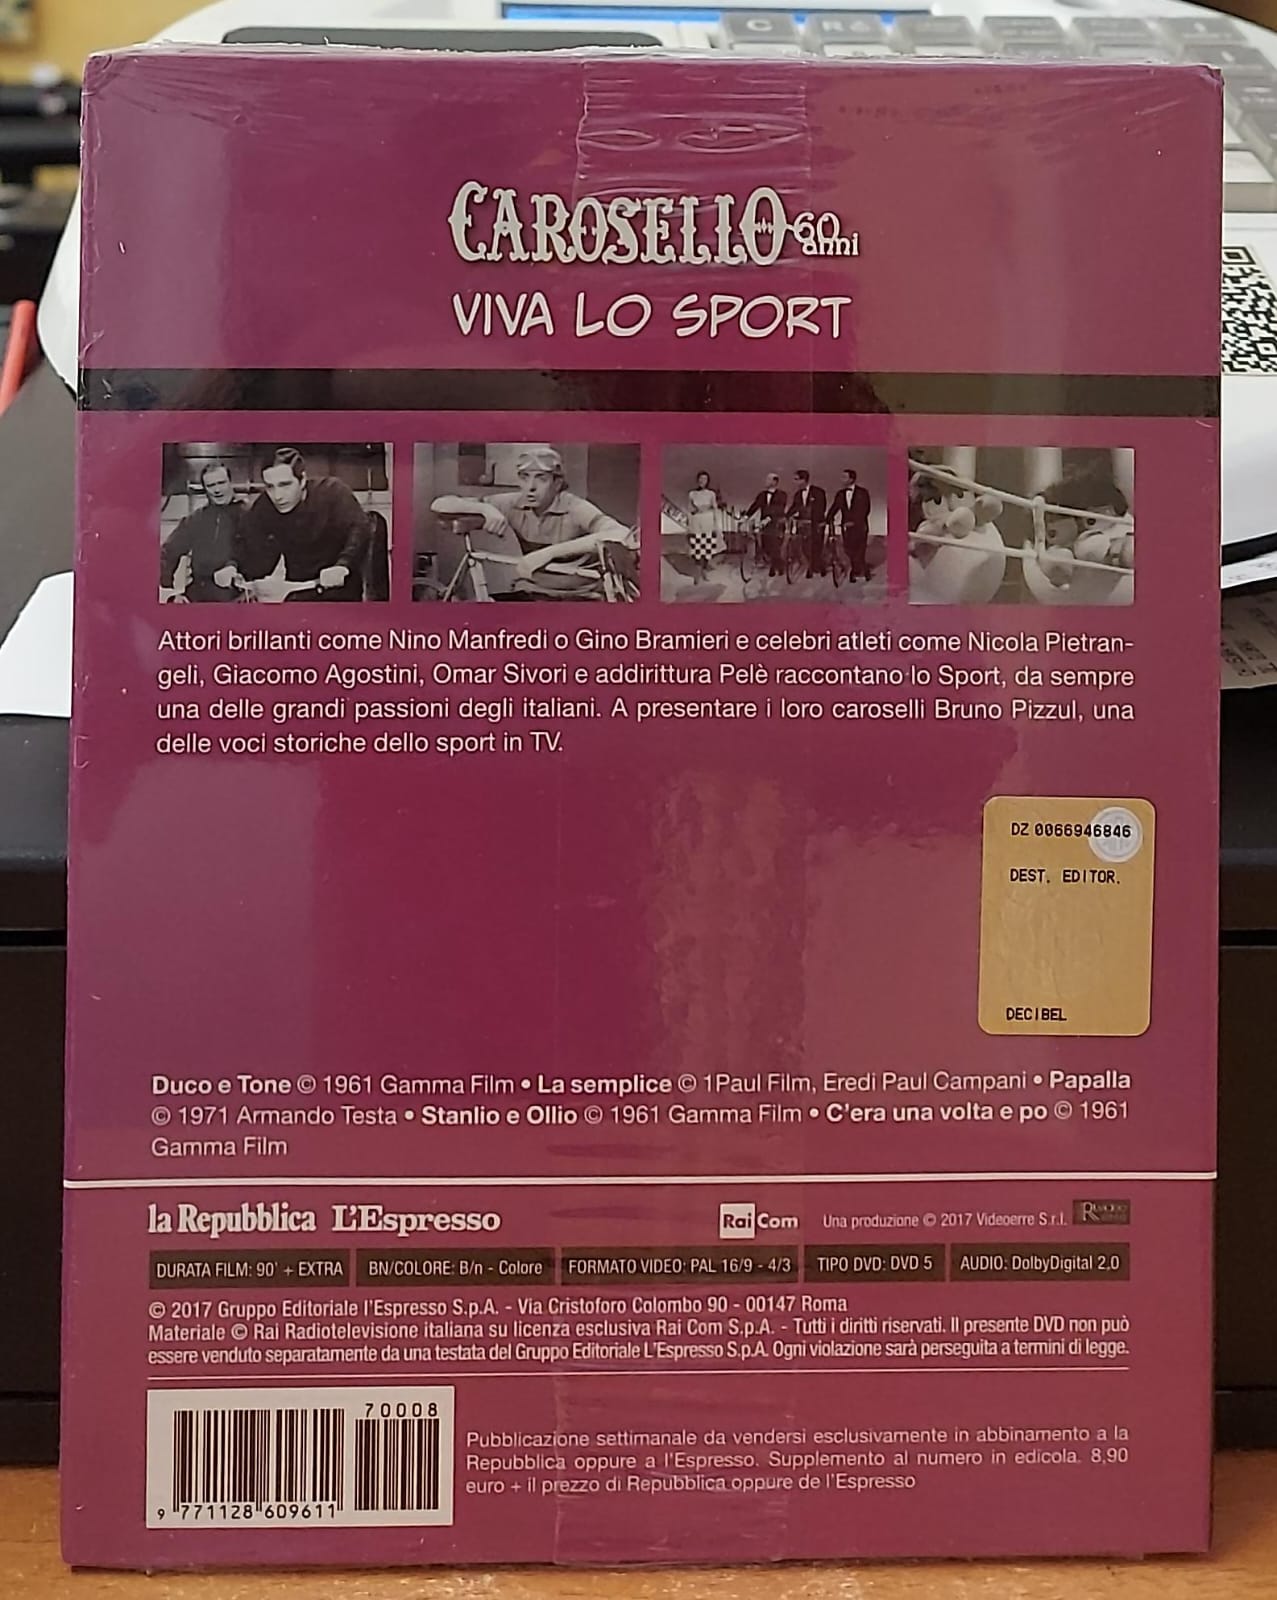 CAROSELLO 60 anni
VIVA LO SPORT
Attori brillanti come Nino Manfredi o Gino Bramieri e celebri atleti come Nicola Pietran-
geli, Giacomo Agostini, Omar Sivori e addirittura Pelè raccontano lo Sport, da sempre
una delle grandi passioni degli italiani. A presentare i loro caroselli Bruno Pizzul, una
delle voci storiche dello sport in TV.
DZ 0066946846
DEST. EDITOR.
DECIBEL
Duco e Tone © 1961 Gamma Film • La semplice © 1Paul Film, Eredi Paul Campani • Papalla
© 1971 Armando Testa • Stanlio e Ollio © 1961 Gamma Film • C'era una volta e po © 1961
Gamma Film
la Repubblica L'Espresso Rai Com Una produzione © 2017 Videoerre S.r.l.
DURATA FILM: 90' + EXTRA BN/COLORE: B/n - Colore FORMATO VIDEO: PAL 16/9 - 4/3 TIPO DVD: DVD 5 AUDIO: DolbyDigital 2,0
© 2017 Gruppo Editoriale l'Espresso S.p.A. - Via Cristoforo Colombo 90 - 00147 Roma
Materiale © Rai Radiotelevisione italiana su licenza esclusiva Rai Com S.p.A. - Tutti i diritti riservati. Il presente DVD non può
essere venduto separatamente da una testata del Gruppo Editoriale L'Espresso S.p.A. Ogni violazione sarà perseguita a termini di legge.
70008
9 771128 609611
Pubblicazione settimanale da vendersi esclusivamente in abbinamento a la
Repubblica oppure a l'Espresso. Supplemento al numero in edicola. 8,90
euro + il prezzo di Repubblica oppure de l'Espresso